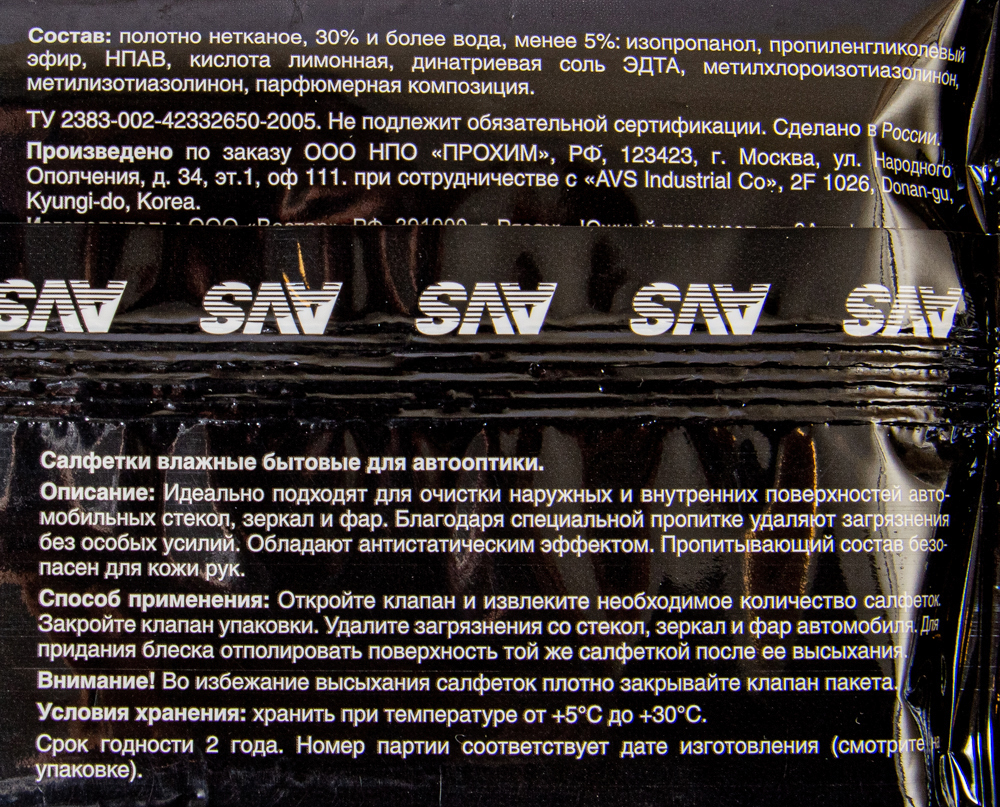 Состав: полотно нетканое, 30% и более вода, менее 5%: изопропанол, пропиленгликолевый
эфир, НПАВ, кислота лимонная, динатриевая соль ЭДТА, метилхлороизотиазолинон,
метилизотиазолинон, парфюмерная композиция.
ТУ 2383-002-42332650-2005. Не подлежит обязательной сертификации. Сделано в России.
Произведено по заказу ООО НПО «ПРОХИМ», РФ, 123423, г. Москва, ул. Народного
Ополчения, д. 34, эт.1, оф 111. при сотрудничестве с «AVS Industrial Co», 2F 1026, Donan-gu,
Kyungi-do, Korea.
AVS AVS AVS AVS AVS
Салфетки влажные бытовые для автооптики.
Описание: Идеально подходят для очистки наружных и внутренних поверхностей авто-
мобильных стекол, зеркал и фар. Благодаря специальной пропитке удаляют загрязнения
без особых усилий. Обладают антистатическим эффектом. Пропитывающий состав безо-
пасен для кожи рук.
Способ применения: Откройте клапан и извлеките необходимое количество салфеток.
Закройте клапан упаковки. Удалите загрязнения со стекол, зеркал и фар автомобиля. Для
придания блеска отполировать поверхность той же салфеткой после ее высыхания.
Внимание! Во избежание высыхания салфеток плотно закрывайте клапан пакета.
Условия хранения: хранить при температуре от +5°C до +30°C.
Срок годности 2 года. Номер партии соответствует дате изготовления (смотрите на
упаковке).